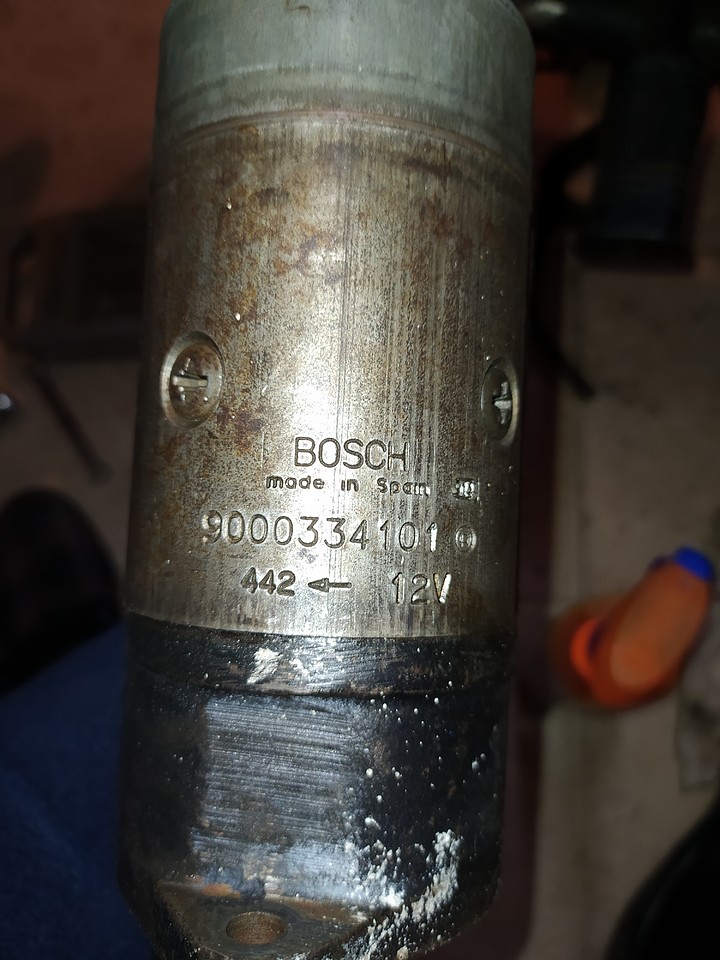 BOSCH
made in Spain
9000334101
442 ← 12V